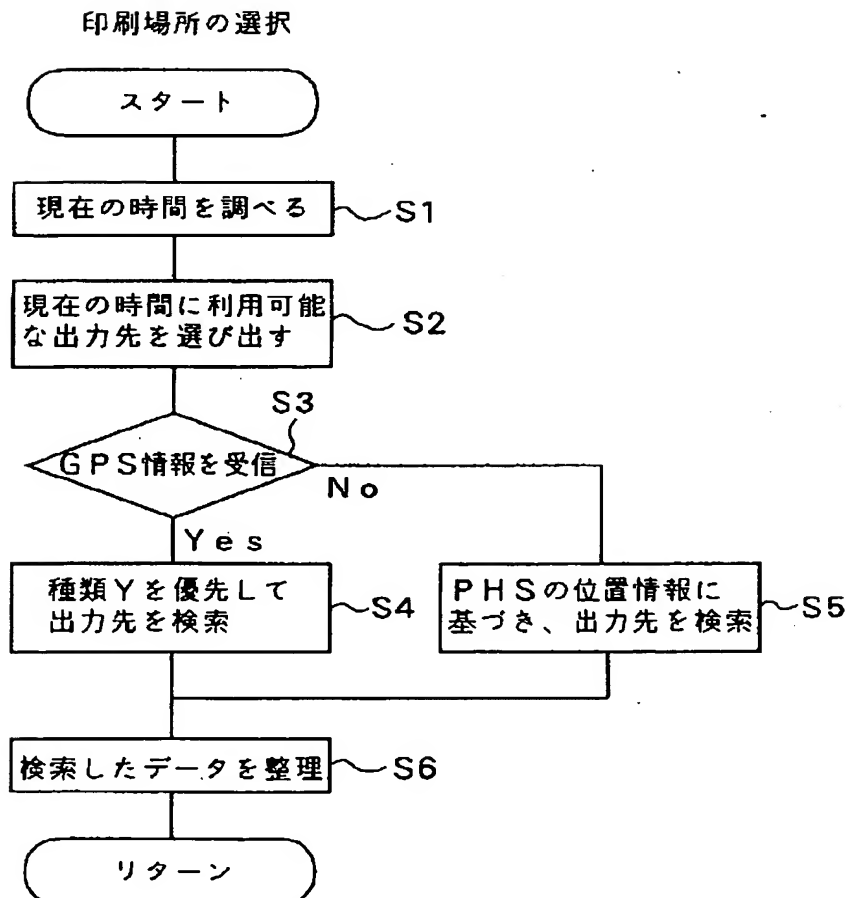 印刷場所の選択
スタート
現在の時間を調べる
S1
現在の時間に利用可能
な出力先を選び出す
S2
S3
GPS情報を受信
No
Yes
種類Yを優先して
出力先を検索
S4
PHSの位置情報に
基づき、出力先を検索
S5
検索したデータを整理
S6
リターン